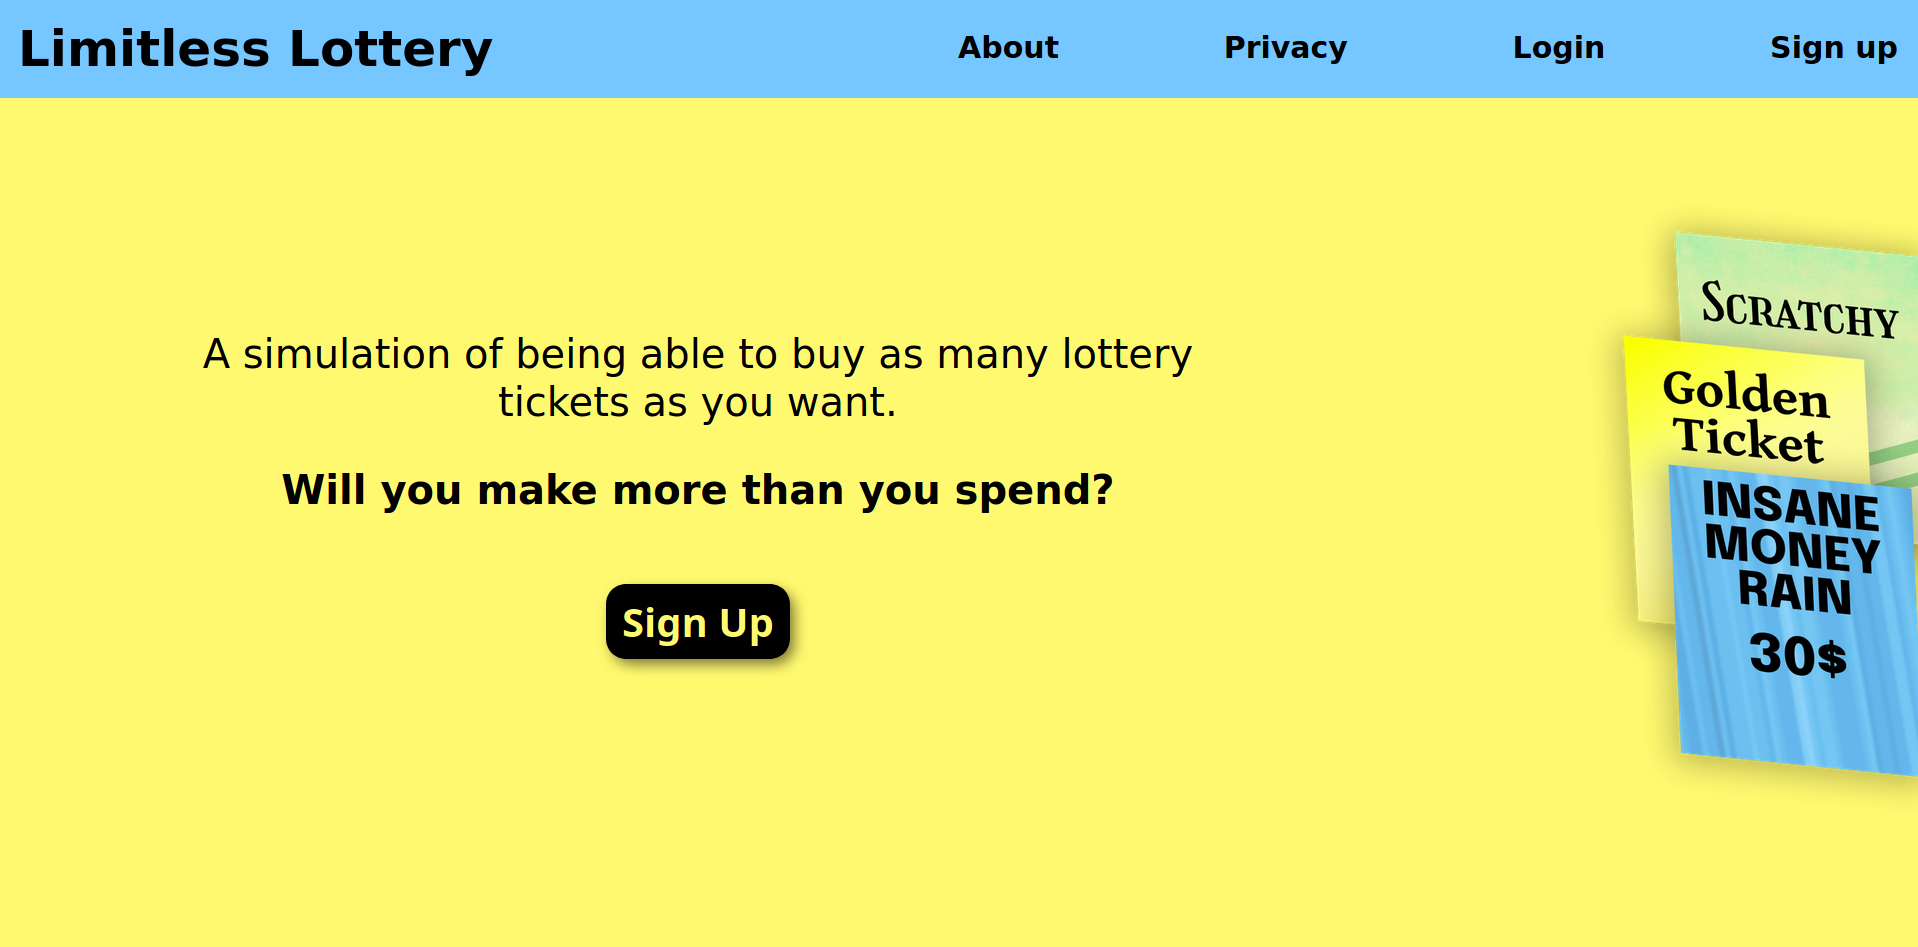 Limitless Lottery
About
Privacy
Login
Sign up
A simulation of being able to buy as many lottery
tickets as you want.
Will you make more than you spend?
Sign Up
Scratchy
Golden
Ticket
INSANE
MONEY
RAIN
30$